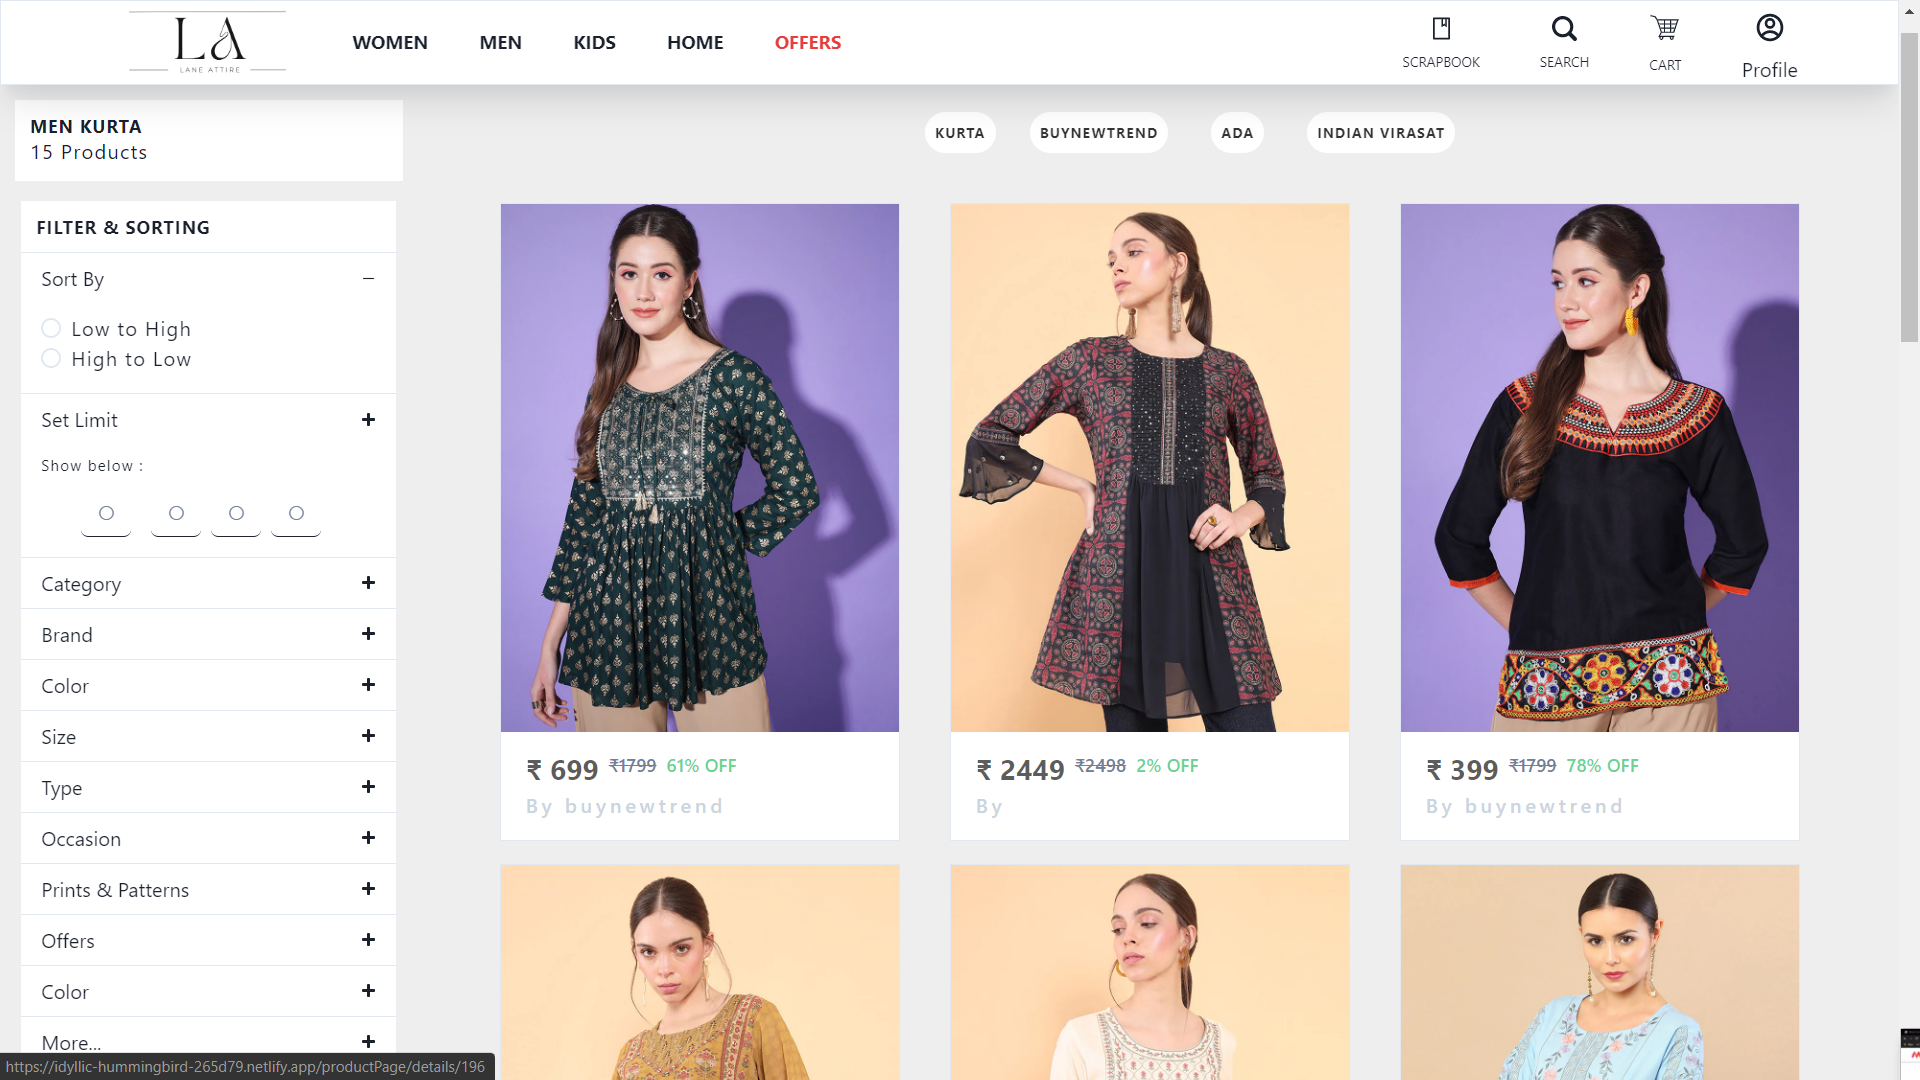 LA
LANE ATTIRE
WOMEN
MEN
KIDS
HOME
OFFERS
SCRAPBOOK
SEARCH
CART
Profile
MEN KURTA
15 Products
KURTA
BUYNEWTREND
ADA
INDIAN VIRASAT
FILTER & SORTING
Sort By
Low to High
High to Low
Set Limit
Show below :
Category
Brand
Color
Size
Type
Occasion
Prints & Patterns
Offers
Color
More...
₹ 699 ₹1799 61% OFF
By buynewtrend
₹ 2449 ₹2498 2% OFF
By
₹ 399 ₹1799 78% OFF
By buynewtrend
https://idyllic-hummingbird-265d79.netlify.app/productPage/details/196